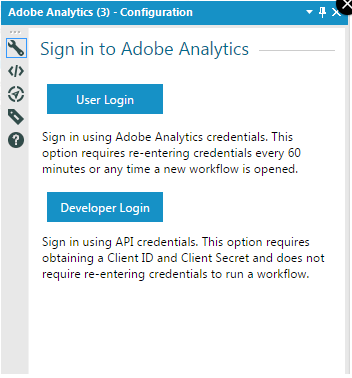 Adobe Analytics (3) - Configuration
Sign in to Adobe Analytics
User Login
Sign in using Adobe Analytics credentials. This
option requires re-entering credentials every 60
minutes or any time a new workflow is opened.
Developer Login
Sign in using API credentials. This option requires
obtaining a Client ID and Client Secret and does not
require re-entering credentials to run a workflow.